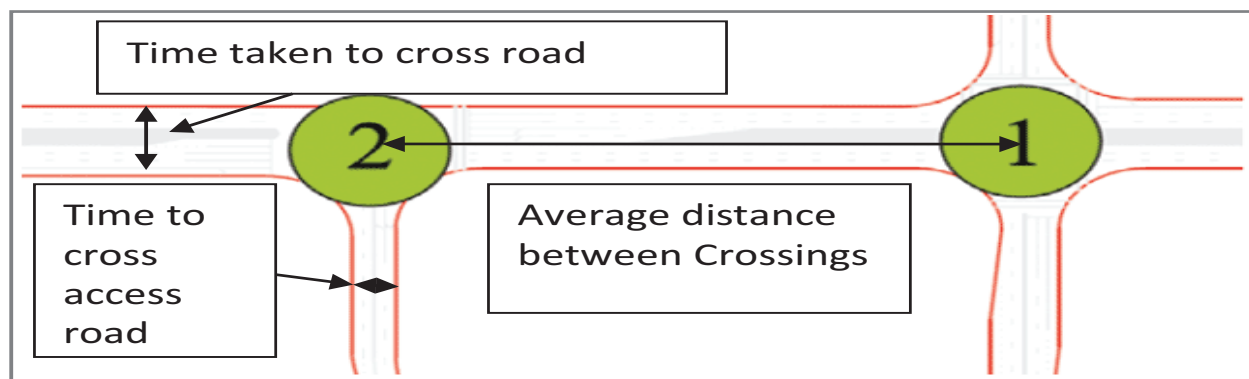 Time taken to cross road
2
1
Time to
cross
access
road
Average distance
between Crossings